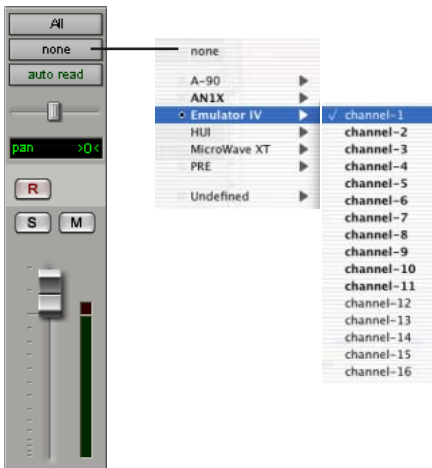 All
none
auto read
pan >0<
R
S M
none
A-90
AN1X
Emulator IV
HUI
MicroWave XT
PRE
Undefined
√ channel-1
channel-2
channel-3
channel-4
channel-5
channel-6
channel-7
channel-8
channel-9
channel-10
channel-11
channel-12
channel-13
channel-14
channel-15
channel-16